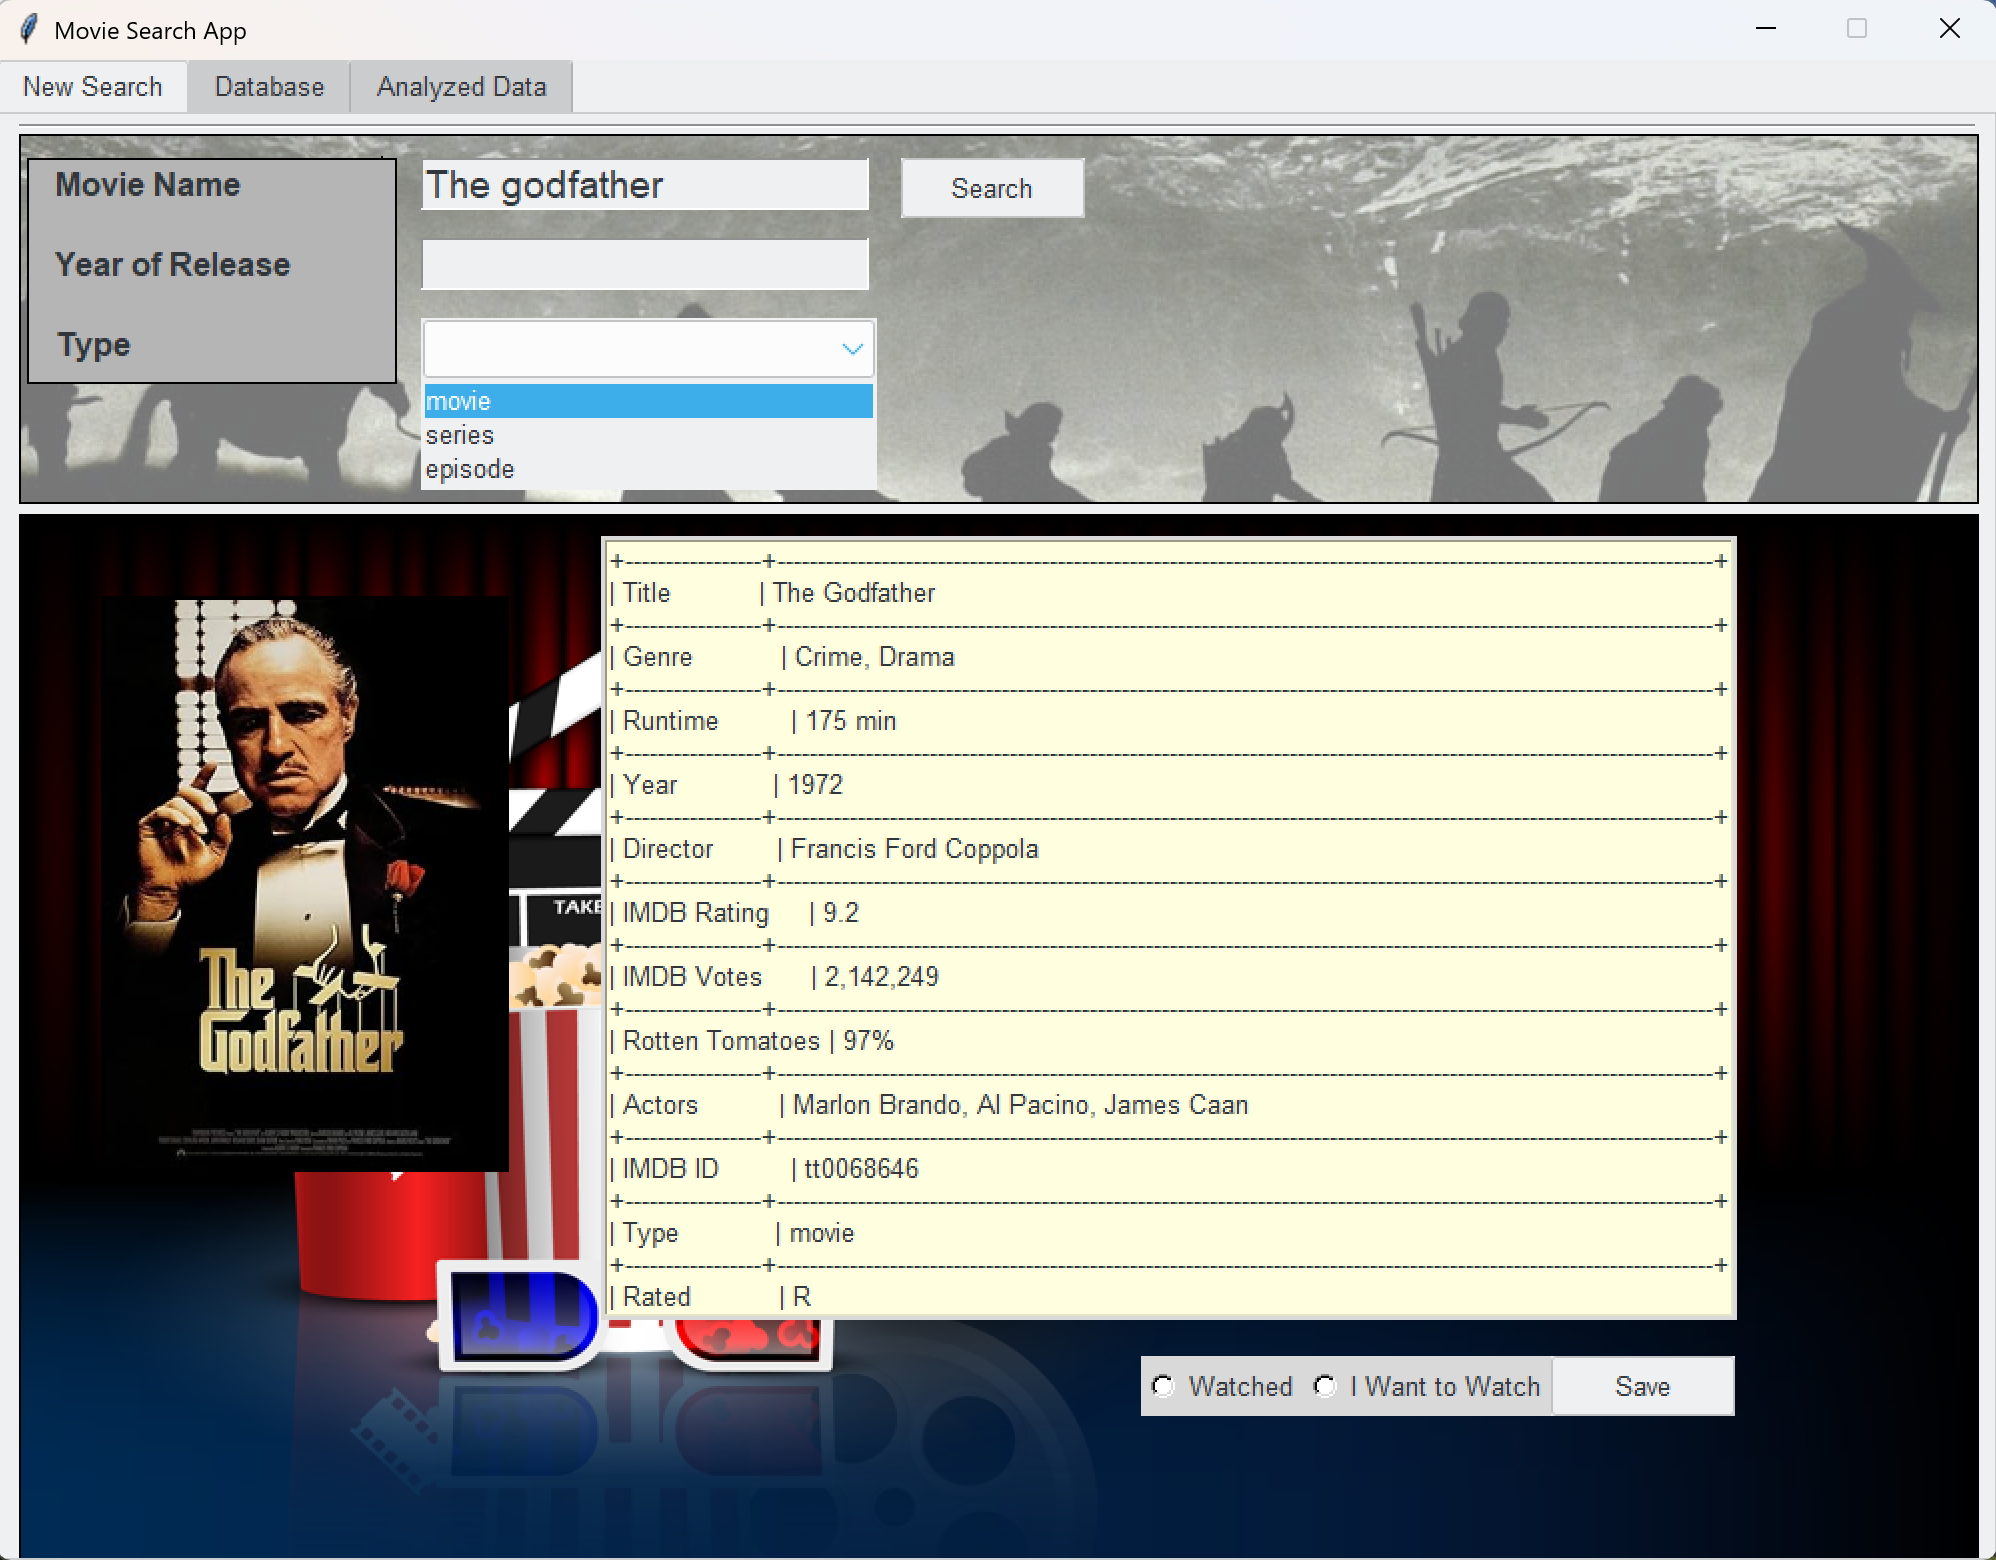 Movie Search App
New Search Database Analyzed Data
Movie Name The godfather Search
Year of Release
Type
movie
series
episode
+-----------------+---------------------------------------------------------------------------------------------------------------------+
| Title | The Godfather
+-----------------+---------------------------------------------------------------------------------------------------------------------+
| Genre | Crime, Drama
+-----------------+---------------------------------------------------------------------------------------------------------------------+
| Runtime | 175 min
+-----------------+---------------------------------------------------------------------------------------------------------------------+
| Year | 1972
+-----------------+---------------------------------------------------------------------------------------------------------------------+
| Director | Francis Ford Coppola
+-----------------+---------------------------------------------------------------------------------------------------------------------+
| IMDB Rating | 9.2
+-----------------+---------------------------------------------------------------------------------------------------------------------+
| IMDB Votes | 2,142,249
+-----------------+---------------------------------------------------------------------------------------------------------------------+
| Rotten Tomatoes | 97%
+-----------------+---------------------------------------------------------------------------------------------------------------------+
| Actors | Marlon Brando, Al Pacino, James Caan
+-----------------+---------------------------------------------------------------------------------------------------------------------+
| IMDB ID | tt0068646
+-----------------+---------------------------------------------------------------------------------------------------------------------+
| Type | movie
+-----------------+---------------------------------------------------------------------------------------------------------------------+
| Rated | R
The
Godfather
TAKE
Watched I Want to Watch Save